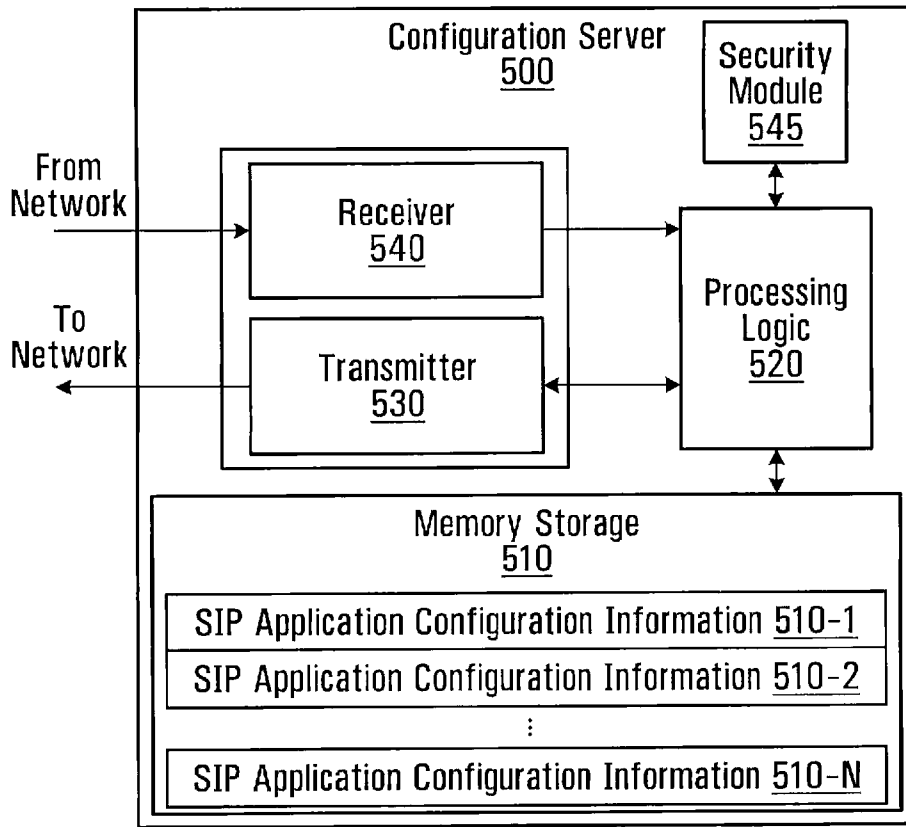 Configuration Server
500
Security
Module
545
From
Network
Receiver
540
To
Network
Transmitter
530
Processing
Logic
520
Memory Storage
510
SIP Application Configuration Information 510-1
SIP Application Configuration Information 510-2
⋮
SIP Application Configuration Information 510-N